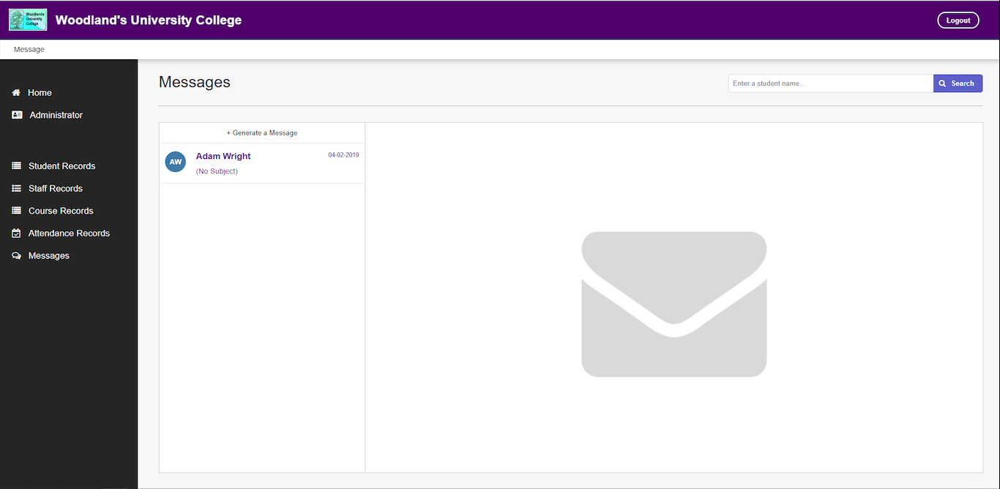 Woodlands
University
College
Woodland's University College
Logout
Message
Home
Administrator
Student Records
Staff Records
Course Records
Attendance Records
Messages
Messages
Enter a student name...
Search
+ Generate a Message
AW
Adam Wright
04-02-2019
(No Subject)